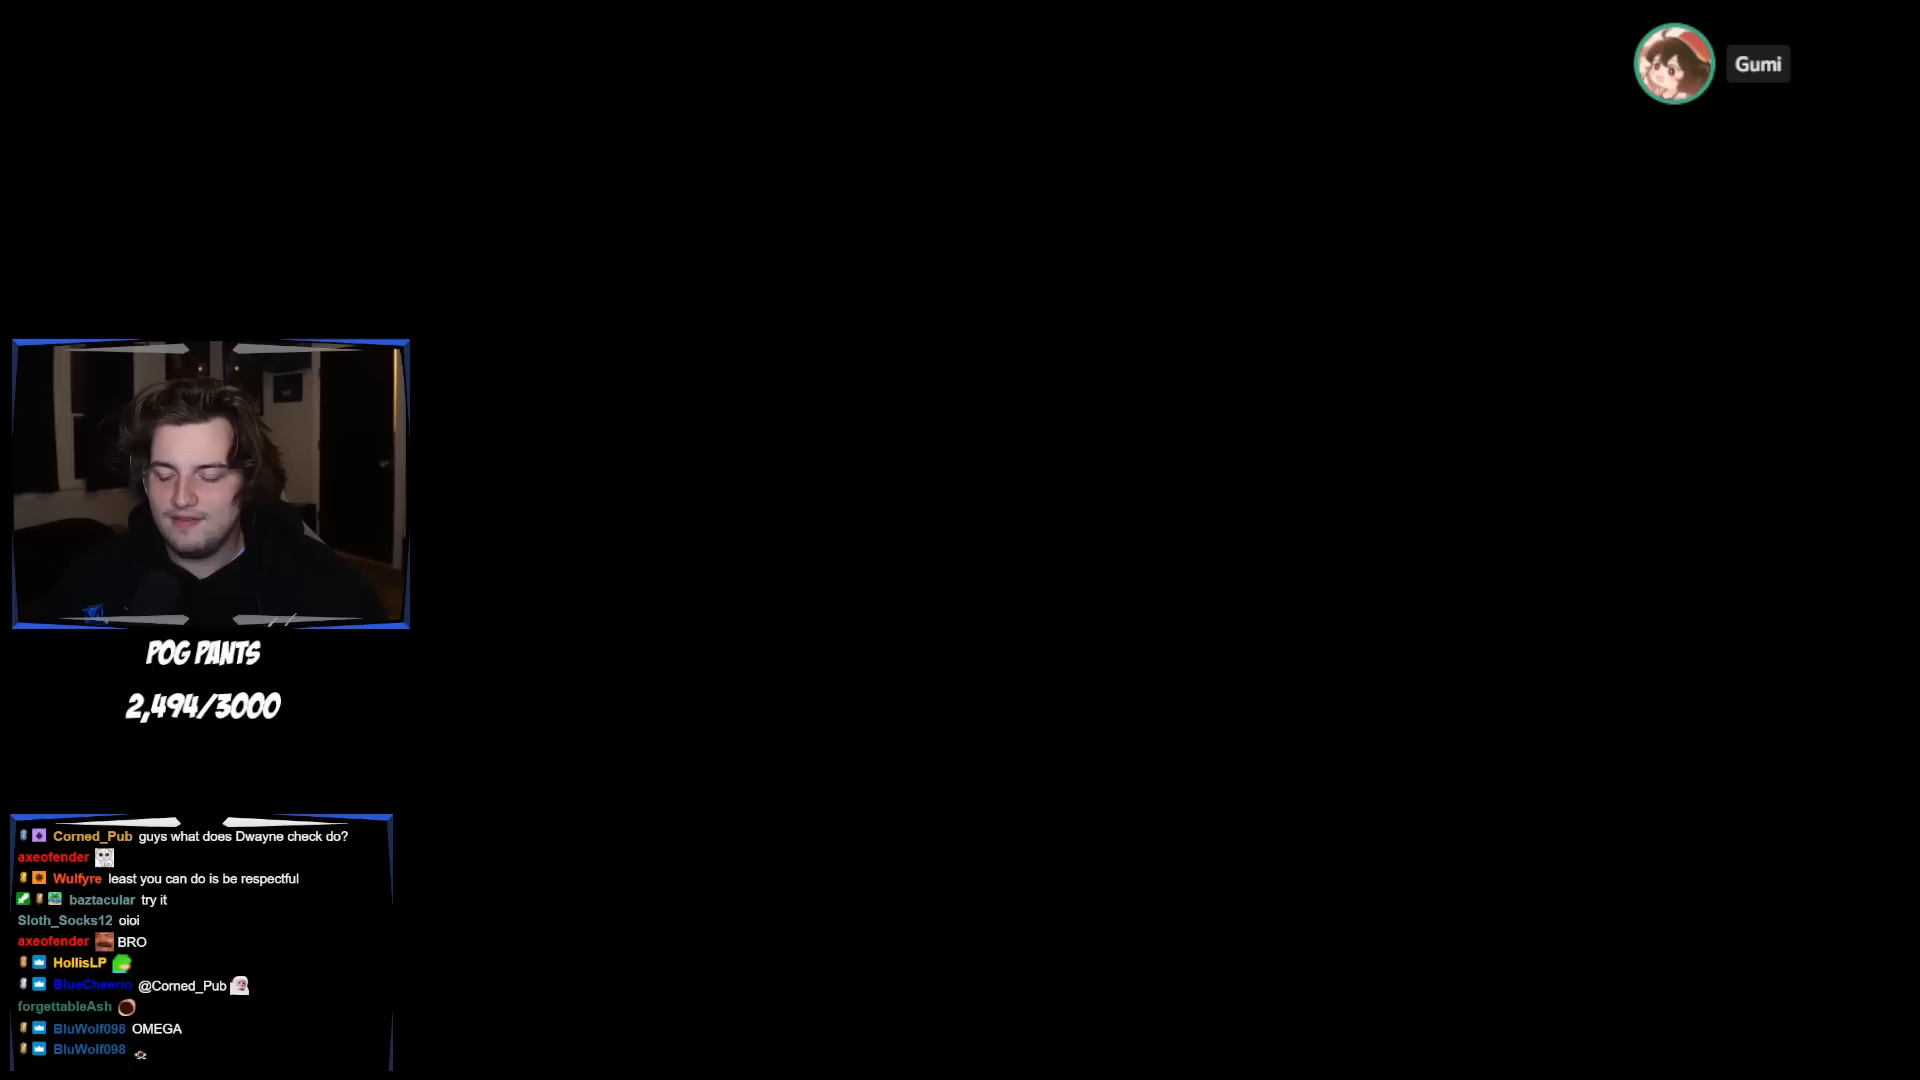 Gumi
POG PANTS
2,494/3000
Corned_Pub guys what does Dwayne check do?
axeofender
Wulfyre least you can do is be respectful
baztacular try it
Sloth_Socks12 oioi
axeofender BRO
HollisLP
BlueCheerio @Corned_Pub
forgettableAsh
BluWolf098 OMEGA
BluWolf098